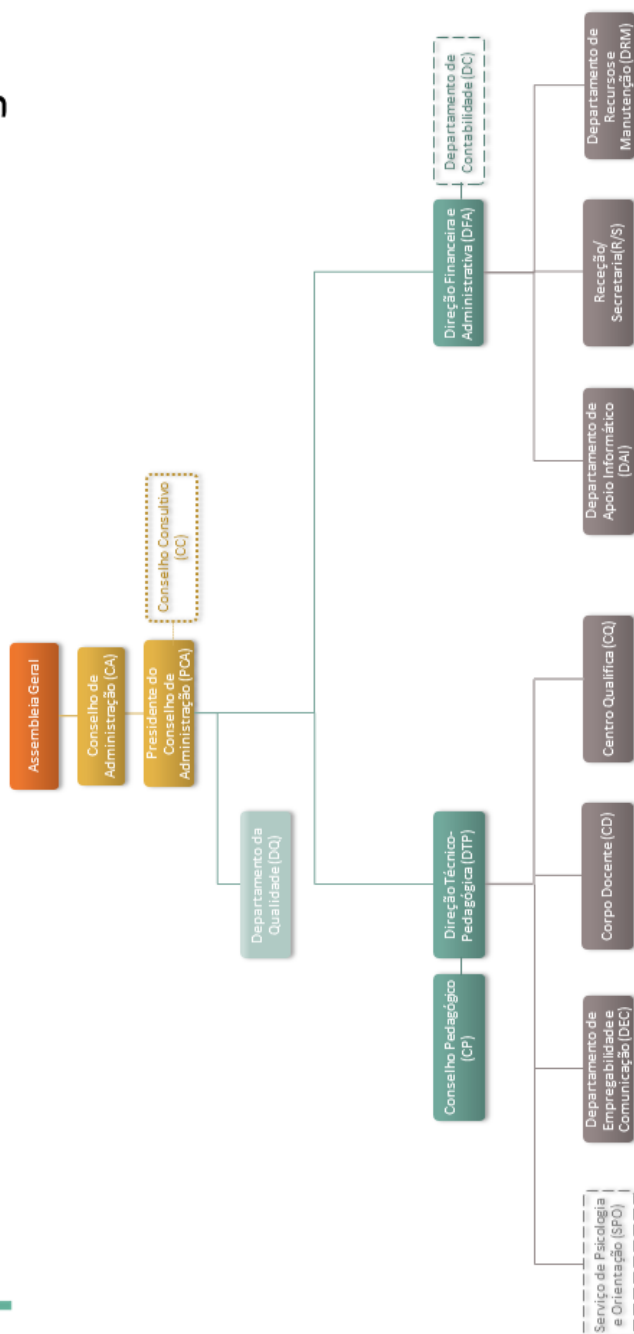 Assembleia Geral
Conselho de
Administração (CA)
Presidente do
Conselho de
Administração (PCA)
Conselho Consultivo
(CC)
Departamento da
Qualidade (DQ)
Conselho Pedagógico
(CP)
Direção Técnico-
Pedagógica (DTP)
Direção Financeira e
Administrativa (DFA)
Departamento de
Contabilidade (DC)
Serviço de Psicologia
e Orientação (SPO)
Departamento de
Empregabilidade e
Comunicação (DEC)
Corpo Docente (CD)
Centro Qualifica (CQ)
Departamento de
Apoio Informático
(DAI)
Receção/
Secretaria(R/S)
Departamento de
Recursos e
Manutenção (DRM)